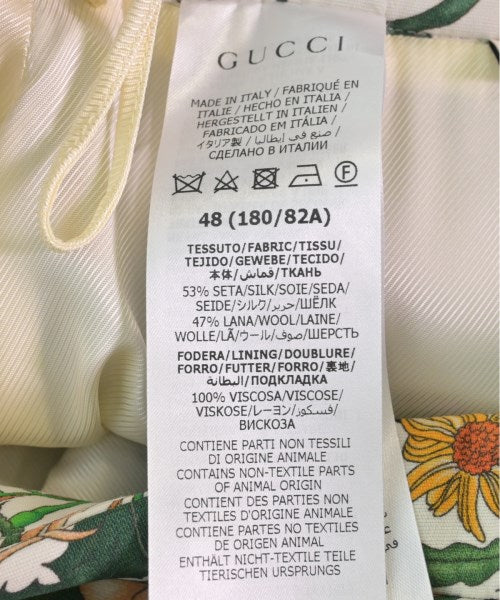 GUCCI
MADE IN ITALY / FABRIQUÉ EN
ITALIE / HECHO EN ITALIA /
HERGESTELLT IN ITALIEN /
FABRICADO EM ITÁLIA /
イタリア製 / صنع في إيطاليا /
СДЕЛАНО В ИТАЛИИ
F
48 (180/82A)
TESSUTO/FABRIC/TISSU/
TEJIDO/GEWEBE/TECIDO/
本体/قماش/ТКАНЬ
53% SETA/SILK/SOIE/SEDA/
SEIDE/シルク/حرير/ШЁЛК
47% LANA/WOOL/LAINE/
WOLLE/LÃ/ウール/صوف/ШЕРСТЬ
FODERA/LINING/DOUBLURE/
FORRO/FUTTER/FORRO/裏地/
البطانة/ПОДКЛАДКА
100% VISCOSA/VISCOSE/
VISKOSE/レーヨン/فسكوز/
ВИСКОЗА
CONTIENE PARTI NON TESSILI
DI ORIGINE ANIMALE
CONTAINS NON-TEXTILE PARTS
OF ANIMAL ORIGIN
CONTIENT DES PARTIES NON
TEXTILES D'ORIGINE ANIMALE
CONTIENE PARTES NO TEXTILES
DE ORIGEN ANIMAL
ENTHÄLT NICHT-TEXTILE TEILE
TIERISCHEN URSPRUNGS